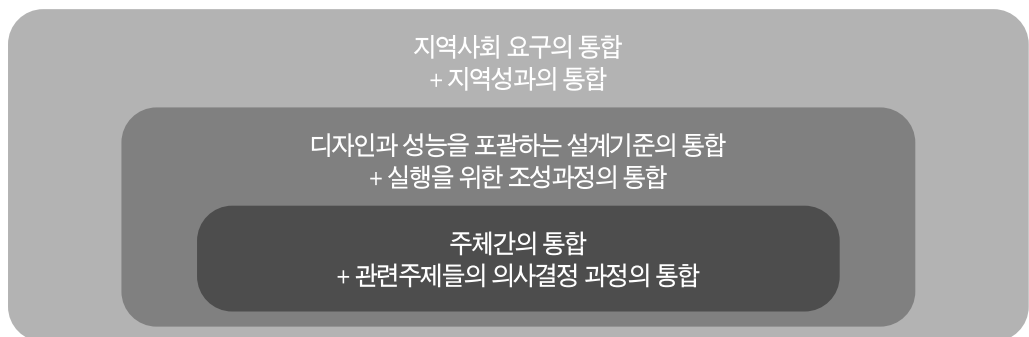 지역사회 요구의 통합
+ 지역성과의 통합
디자인과 성능을 포괄하는 설계기준의 통합
+ 실행을 위한 조성과정의 통합
주체간의 통합
+ 관련주제들의 의사결정 과정의 통합